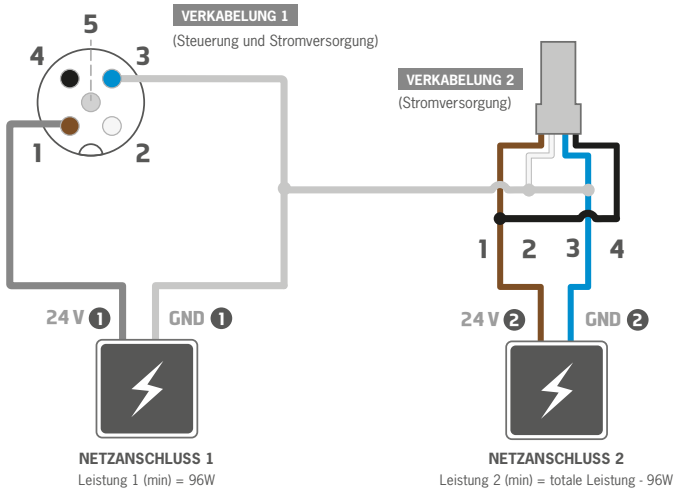 VERKABELUNG 1
(Steuerung und Stromversorgung)
5
4
3
1
2
VERKABELUNG 2
(Stromversorgung)
1
2
3
4
24 V 1
GND 1
24 V 2
GND 2
NETZANSCHLUSS 1
Leistung 1 (min) = 96W
NETZANSCHLUSS 2
Leistung 2 (min) = totale Leistung - 96W